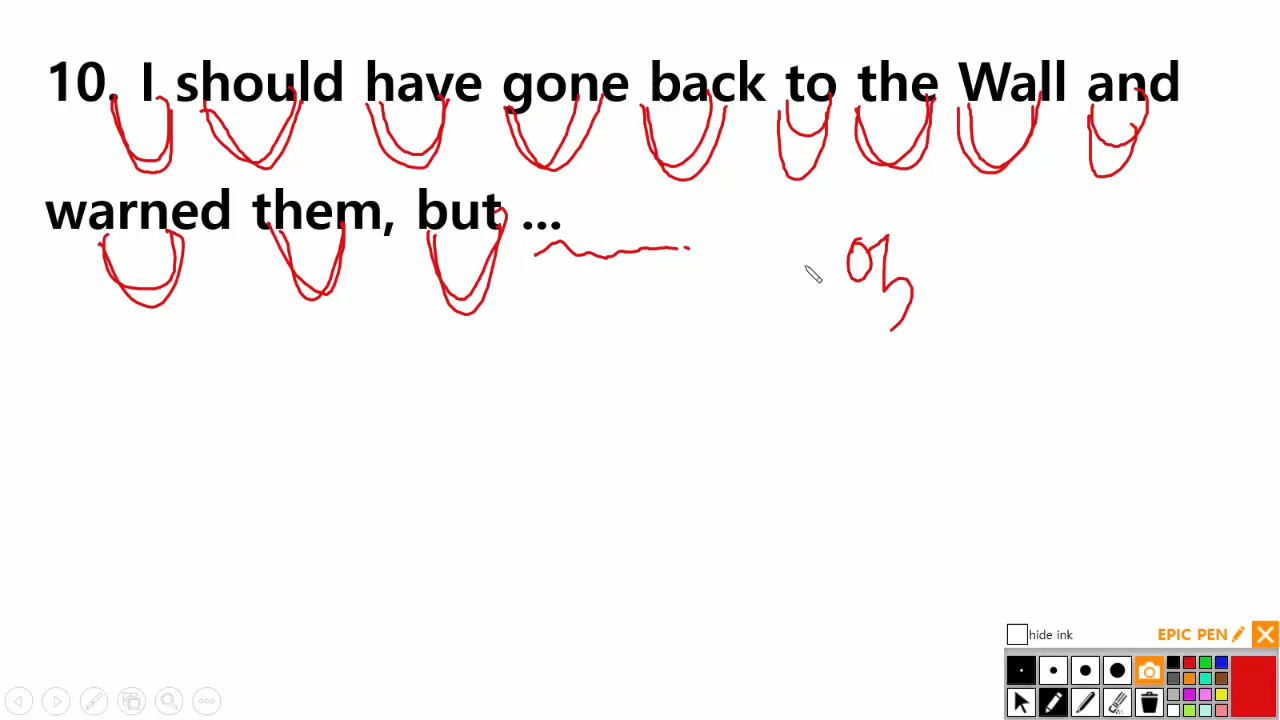 10. I should have gone back to the Wall and
warned them, but ...
hide ink
EPIC PEN